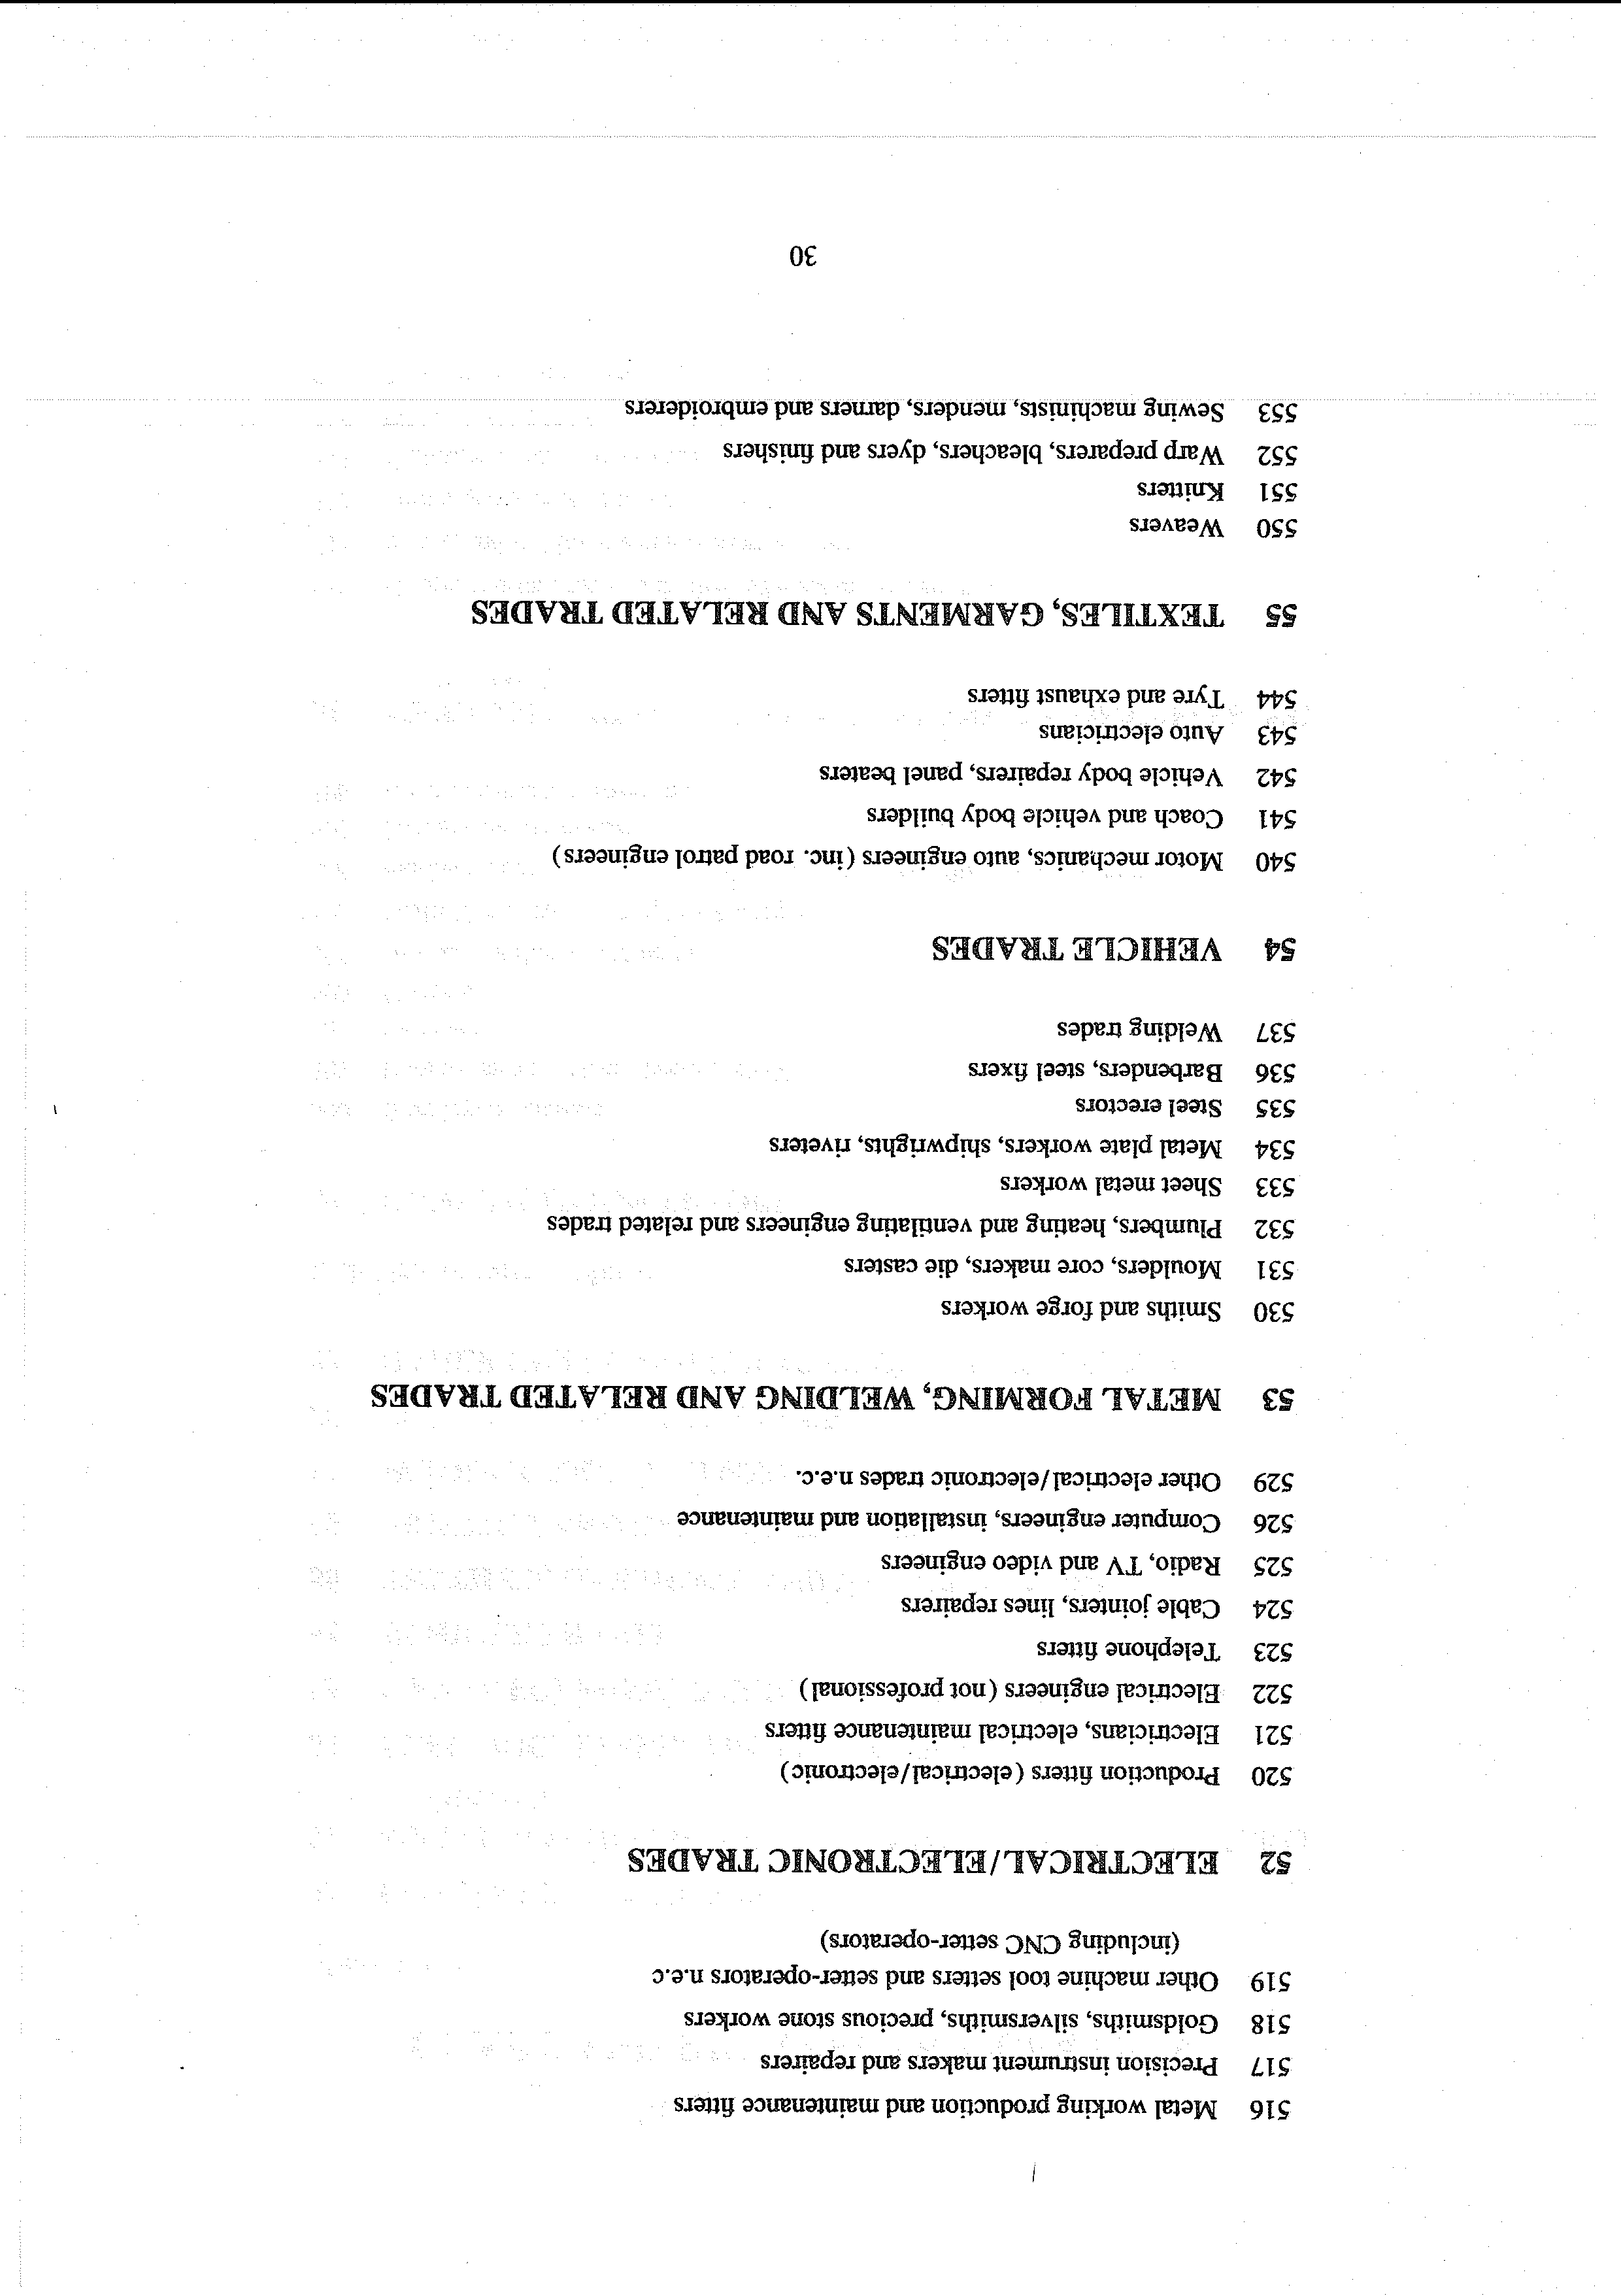 516 Metal working production and maintenance fitters
517 Precision instrument makers and repairers
518 Goldsmiths, silversmiths, precious stone workers
519 Other machine tool setters and setter-operators n.e.c
(including CNC setter-operators)
52 ELECTRICAL/ELECTRONIC TRADES
520 Production fitters (electrical/electronic)
521 Electricians, electrical maintenance fitters
522 Electrical engineers (not professional)
523 Telephone fitters
524 Cable jointers, lines repairers
525 Radio, TV and video engineers
526 Computer engineers, installation and maintenance
529 Other electrical/electronic trades n.e.c.
53 METAL FORMING, WELDING AND RELATED TRADES
530 Smiths and forge workers
531 Moulders, core makers, die casters
532 Plumbers, heating and ventilating engineers and related trades
533 Sheet metal workers
534 Metal plate workers, shipwrights, riveters
535 Steel erectors
536 Barbenders, steel fixers
537 Welding trades
54 VEHICLE TRADES
540 Motor mechanics, auto engineers (inc. road patrol engineers)
541 Coach and vehicle body builders
542 Vehicle body repairers, panel beaters
543 Auto electricians
544 Tyre and exhaust fitters
55 TEXTILES, GARMENTS AND RELATED TRADES
550 Weavers
551 Knitters
552 Warp preparers, bleachers, dyers and finishers
553 Sewing machinists, menders, darners and embroiderers
30